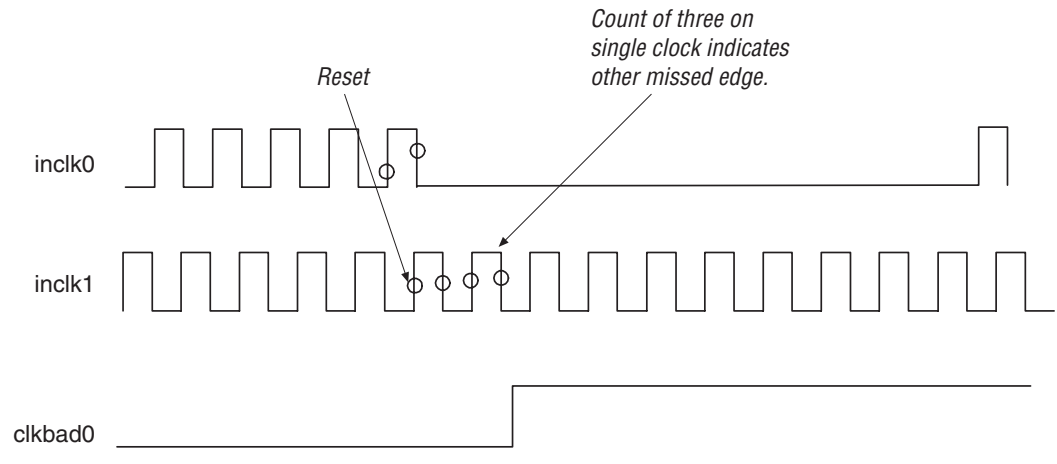 Count of three on
single clock indicates
other missed edge.
Reset
inclk0
inclk1
clkbad0